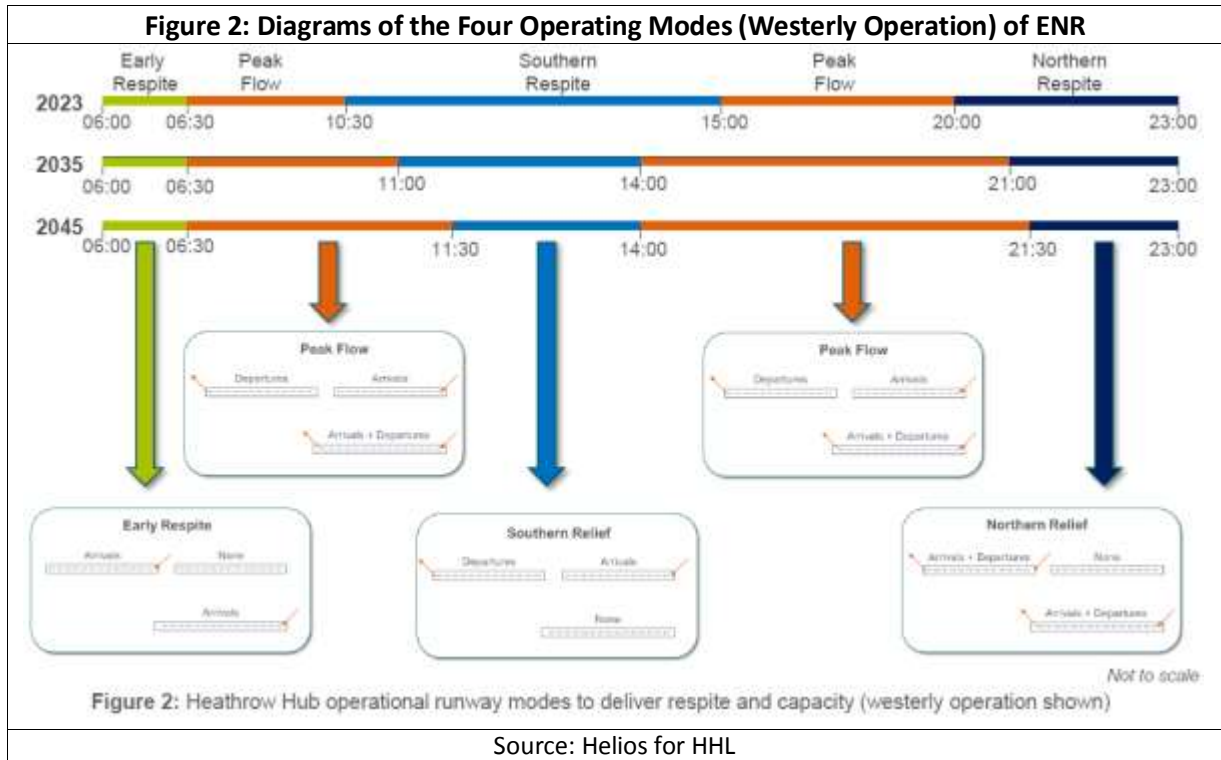 Figure 2: Diagrams of the Four Operating Modes (Westerly Operation) of ENR
Early Respite
Peak Flow
Southern Respite
Peak Flow
Northern Respite
2023
06:00 06:30 10:30 15:00 20:00 23:00
2035
06:00 06:30 11:00 14:00 21:00 23:00
2045
06:00 06:30 11:30 14:00 21:30 23:00
Peak Flow
Departures Arrivals
Arrivals + Departures
Peak Flow
Departures Arrivals
Arrivals + Departures
Early Respite
Arrivals None
Arrivals
Southern Relief
Departures Arrivals
None
Northern Relief
Arrivals + Departures None
Arrivals + Departures
Not to scale
Figure 2: Heathrow Hub operational runway modes to deliver respite and capacity (westerly operation shown)
Source: Helios for HHL